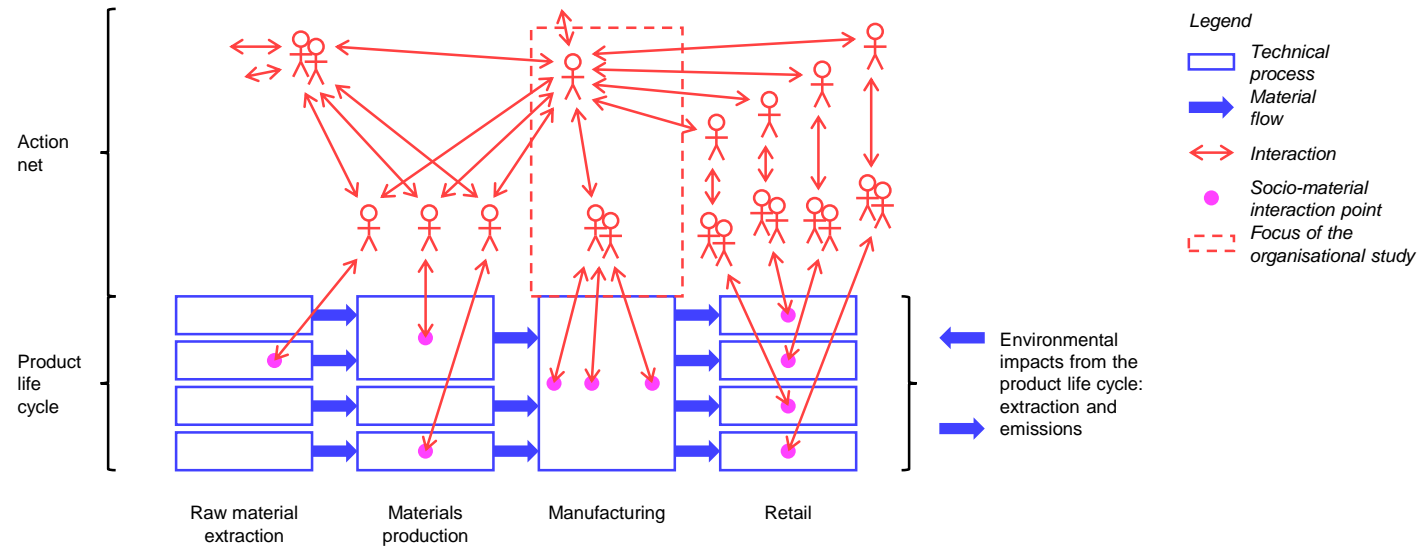 Legend
Technical
process
Material
flow
Interaction
Socio-material
interaction point
Focus of the
organisational study
Action
net
Product
life
cycle
Environmental
impacts from the
product life cycle:
extraction and
emissions
Raw material
extraction
Materials
production
Manufacturing
Retail